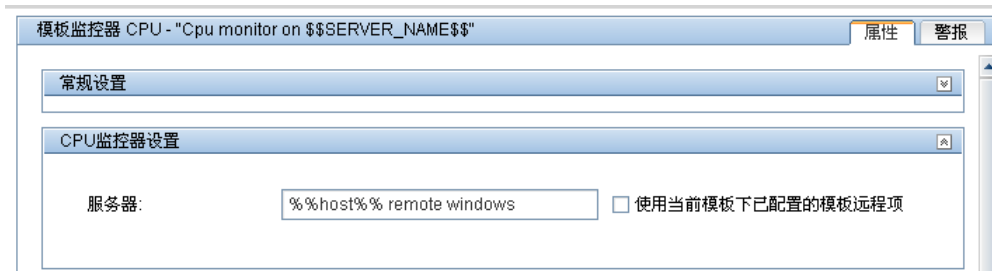 模板监控器 CPU - "Cpu monitor on $$SERVER_NAME$$" 属性 警报
常规设置
CPU监控器设置
服务器: %%host%% remote windows 使用当前模板下已配置的模板远程项